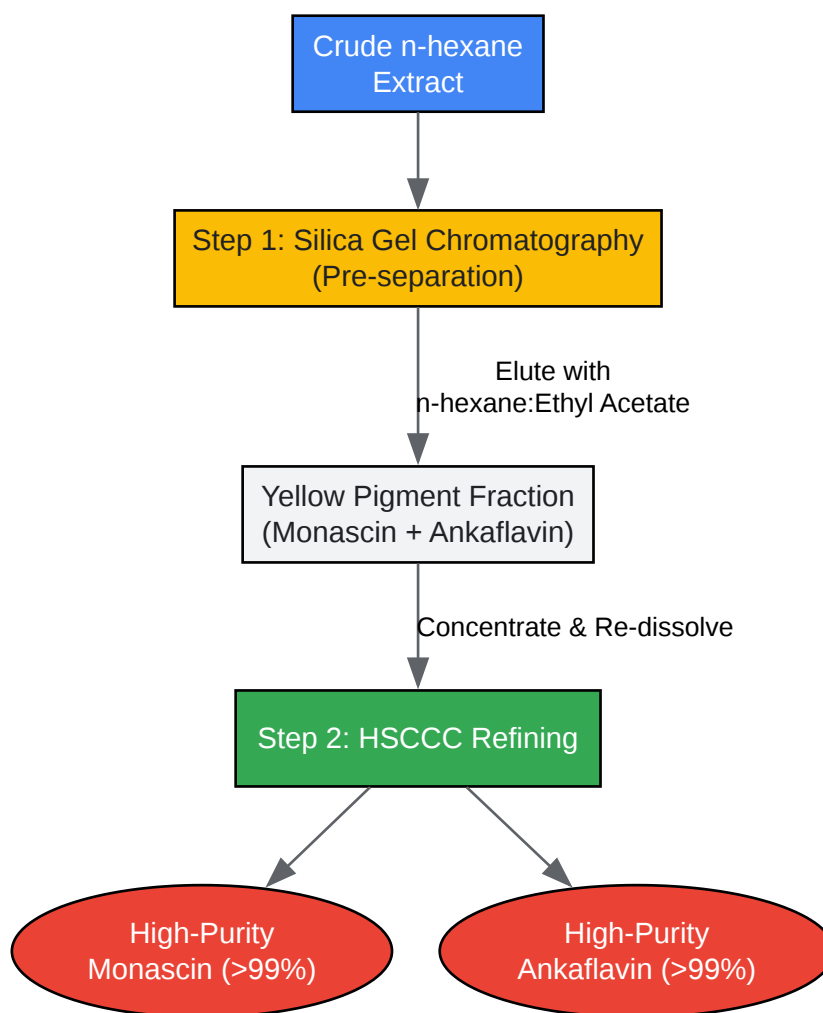 Crude n-hexane
Extract
Step 1: Silica Gel Chromatography
(Pre-separation)
Elute with
n-hexane:Ethyl Acetate
Yellow Pigment Fraction
(Monascin + Ankaflavin)
Concentrate & Re-dissolve
Step 2: HSCCC Refining
High-Purity
Monascin (>99%)
High-Purity
Ankaflavin (>99%)